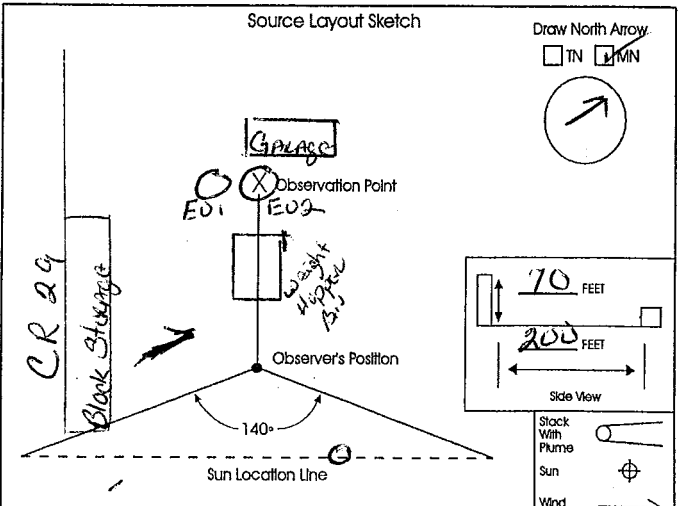 Source Layout Sketch
Draw North Arrow
TN MN
GARAGE
X Observation Point
EU1 EU2
Weight
Hopper
Bin
CR 29
Block Storage
70 FEET
200 FEET
Side View
Observer's Position
140°
Sun Location Line
Stack
With
Plume
Sun
Wind